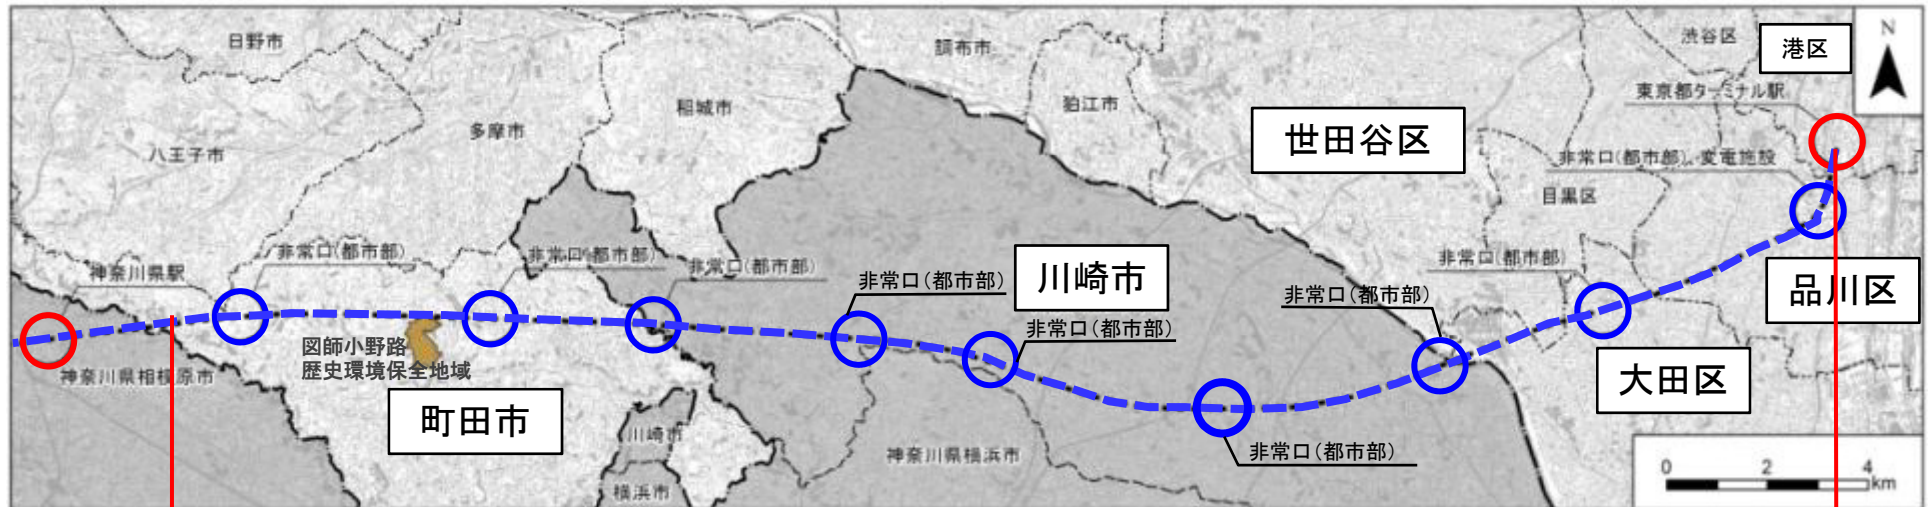 日野市
調布市
渋谷区
港区
N
東京都ターミナル駅
稲城市
狛江市
多摩市
八王子市
世田谷区
非常口(都市部)、変電施設
目黒区
非常口(都市部)
非常口(都市部)
非常口(都市部)
神奈川県駅
非常口(都市部)
川崎市
非常口(都市部)
非常口(都市部)
非常口(都市部)
品川区
図師小野路
歴史環境保全地域
神奈川県相模原市
大田区
町田市
川崎市
神奈川県横浜市
非常口(都市部)
横浜市
0 2 4
km